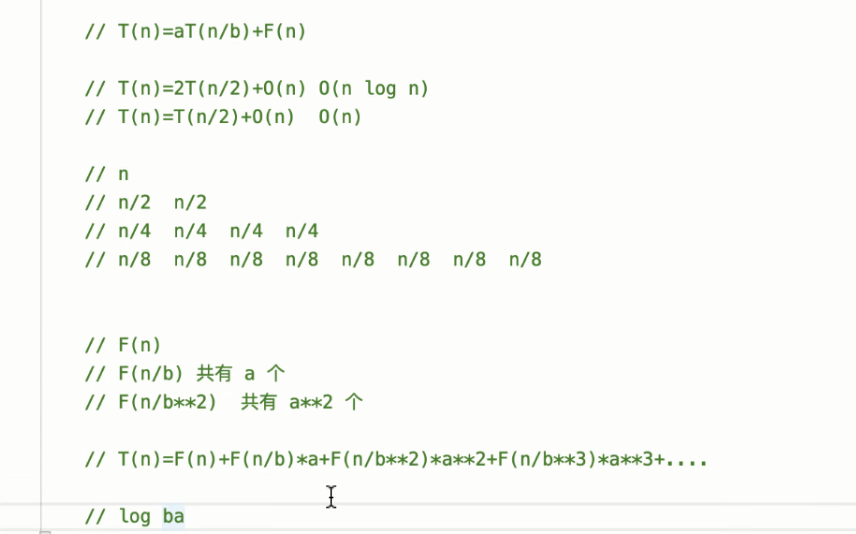 // T(n)=aT(n/b)+F(n)
// T(n)=2T(n/2)+O(n) O(n log n)
// T(n)=T(n/2)+O(n)  O(n)
// n
// n/2  n/2
// n/4  n/4  n/4  n/4
// n/8  n/8  n/8  n/8  n/8  n/8  n/8  n/8
// F(n)
// F(n/b) 共有 a 个
// F(n/b**2)  共有 a**2 个
// T(n)=F(n)+F(n/b)*a+F(n/b**2)*a**2+F(n/b**3)*a**3+....
// log ba